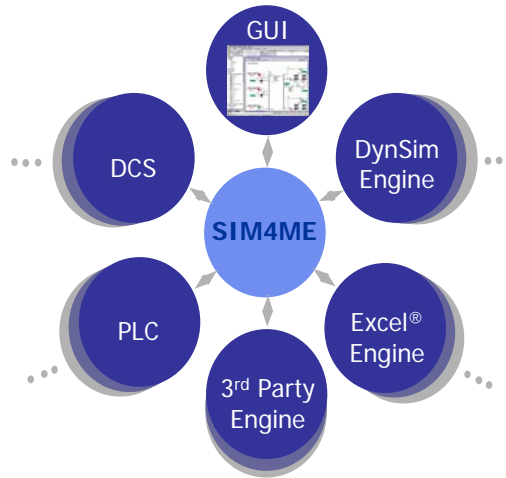 GUI
DCS
DynSim
Engine
SIM4ME
PLC
Excel®
Engine
3rd Party
Engine